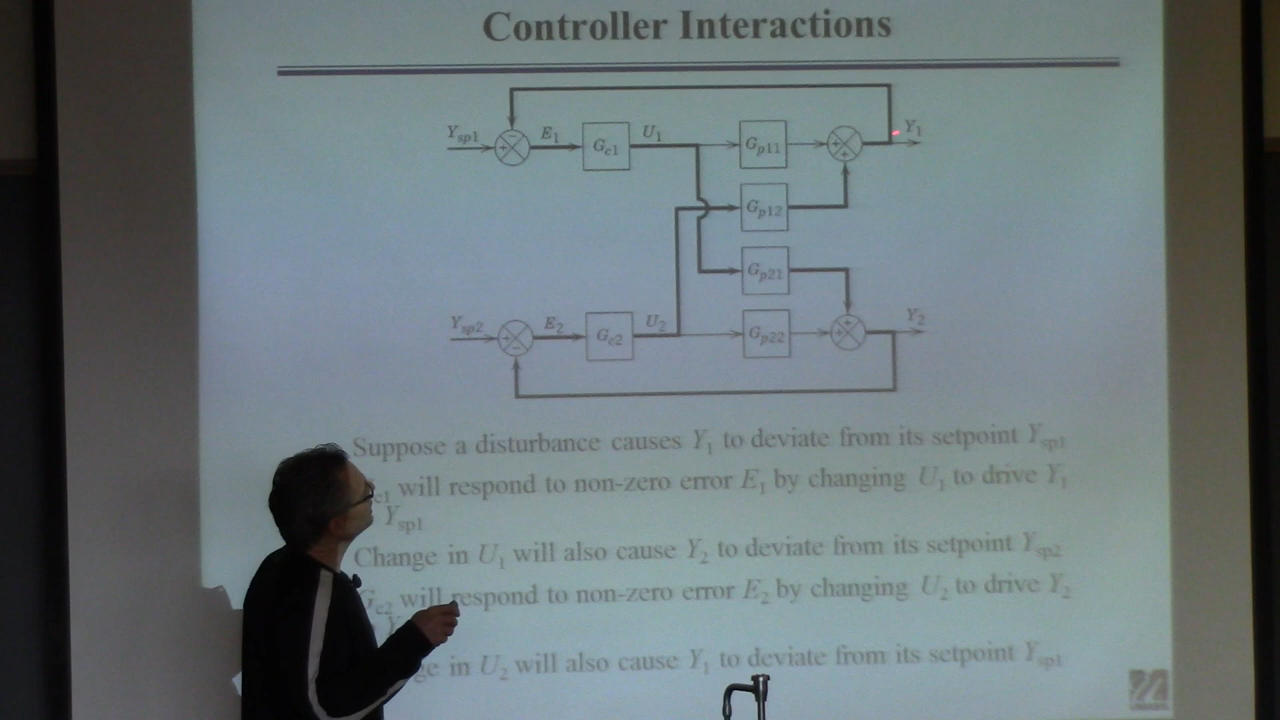 Controller Interactions
Ysp1 E1 Gc1 U1 Gp11 Y1
Gp12
Gp21
Ysp2 E2 Gc2 U2 Gp22 Y2
Suppose a disturbance causes Y1 to deviate from its setpoint Ysp1
c1 will respond to non-zero error E1 by changing U1 to drive Y1
Ysp1
Change in U1 will also cause Y2 to deviate from its setpoint Ysp2
Gc2 will respond to non-zero error E2 by changing U2 to drive Y2
in U2 will also cause Y1 to deviate from its setpoint Ysp1